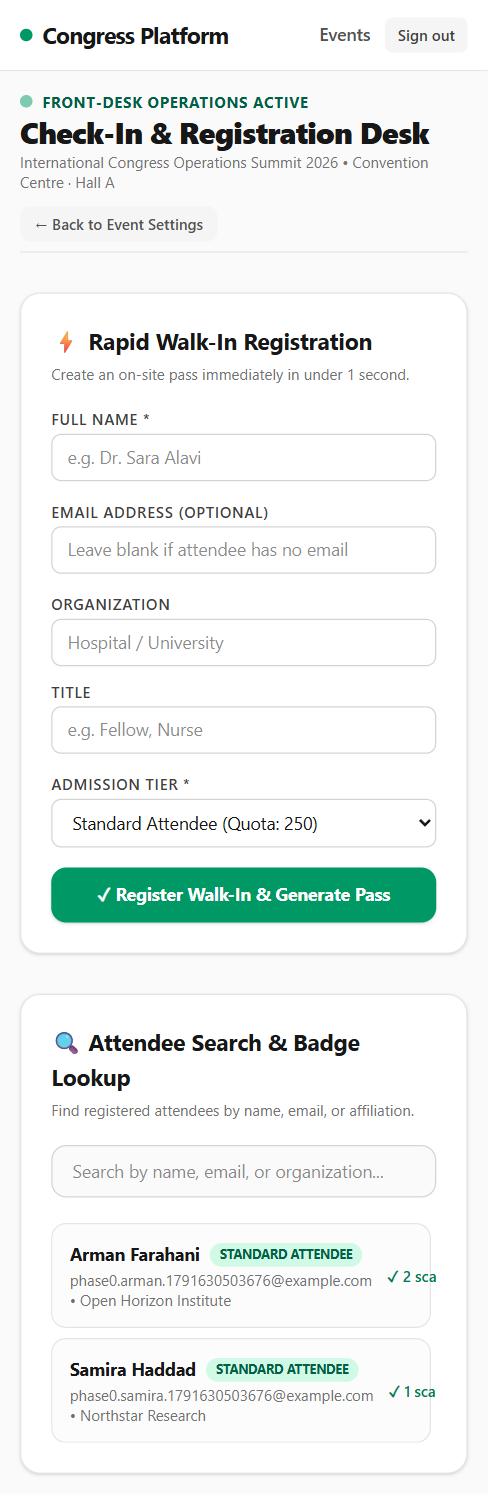 Congress Platform
Events
Sign out
FRONT-DESK OPERATIONS ACTIVE
Check-In & Registration Desk
International Congress Operations Summit 2026 • Convention
Centre · Hall A
← Back to Event Settings
⚡ Rapid Walk-In Registration
Create an on-site pass immediately in under 1 second.
FULL NAME *
e.g. Dr. Sara Alavi
EMAIL ADDRESS (OPTIONAL)
Leave blank if attendee has no email
ORGANIZATION
Hospital / University
TITLE
e.g. Fellow, Nurse
ADMISSION TIER *
Standard Attendee (Quota: 250)
✓ Register Walk-In & Generate Pass
🔍 Attendee Search & Badge
Lookup
Find registered attendees by name, email, or affiliation.
Search by name, email, or organization...
Arman Farahani STANDARD ATTENDEE
phase0.arman.1791630503676@example.com
• Open Horizon Institute
✓ 2 sca
Samira Haddad STANDARD ATTENDEE
phase0.samira.1791630503676@example.com
• Northstar Research
✓ 1 sca